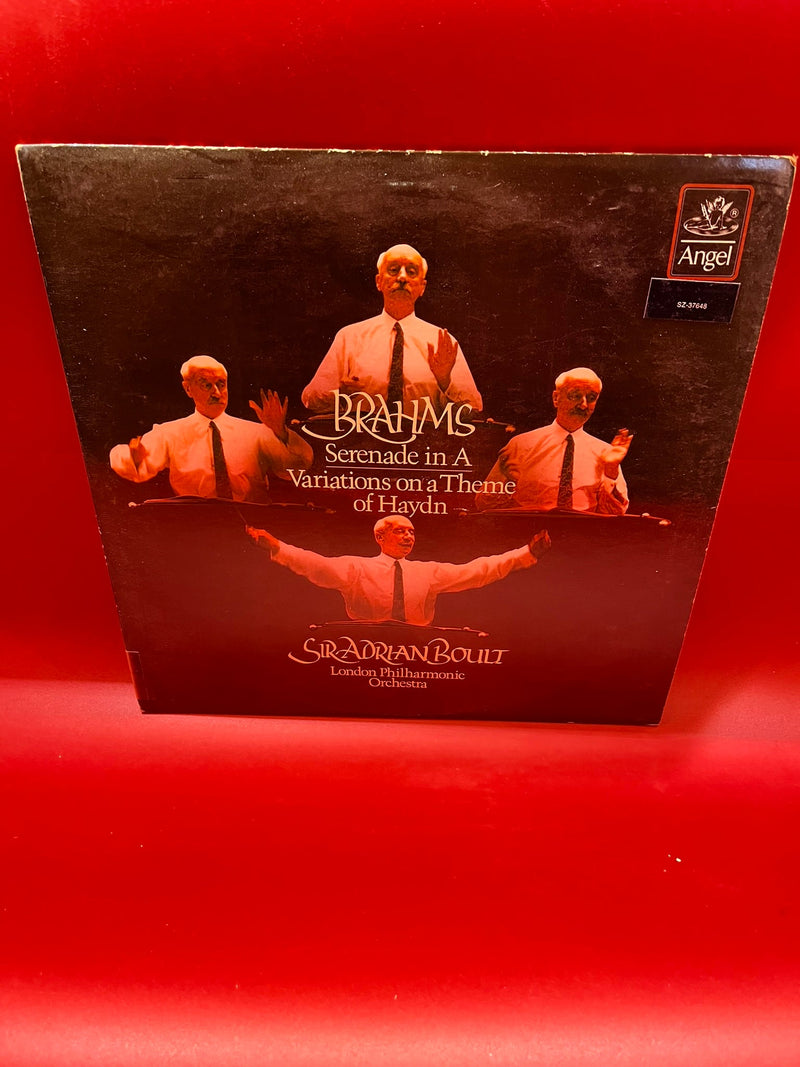 ®
Angel
SZ-37648
BRAHMS
Serenade in A
Variations on a Theme
of Haydn
SIR ADRIAN BOULT
London Philharmonic
Orchestra